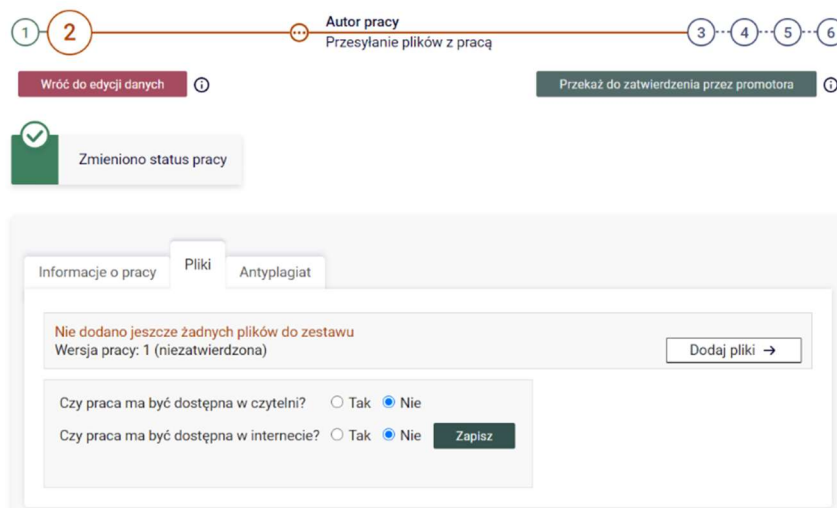 1
2
Autor pracy
Przesyłanie plików z pracą
3
4
5
6
Wróć do edycji danych
Przekaż do zatwierdzenia przez promotora
Zmieniono status pracy
Informacje o pracy
Pliki
Antyplagiat
Nie dodano jeszcze żadnych plików do zestawu
Wersja pracy: 1 (niezatwierdzona)
Dodaj pliki →
Czy praca ma być dostępna w czytelni? Tak Nie
Czy praca ma być dostępna w internecie? Tak Nie Zapisz